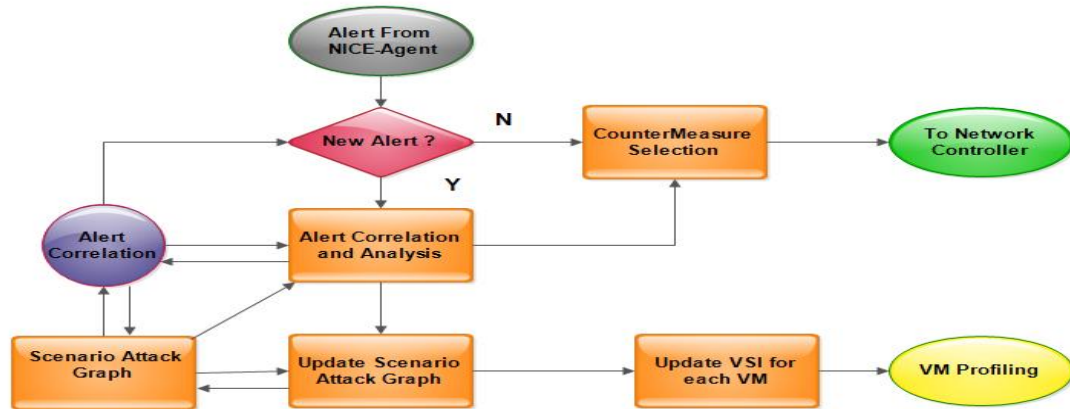 Alert From
NICE-Agent
New Alert ?
N
CounterMeasure
Selection
To Network
Controller
Y
Alert
Correlation
Alert Correlation
and Analysis
Scenario Attack
Graph
Update Scenario
Attack Graph
Update VSI for
each VM
VM Profiling